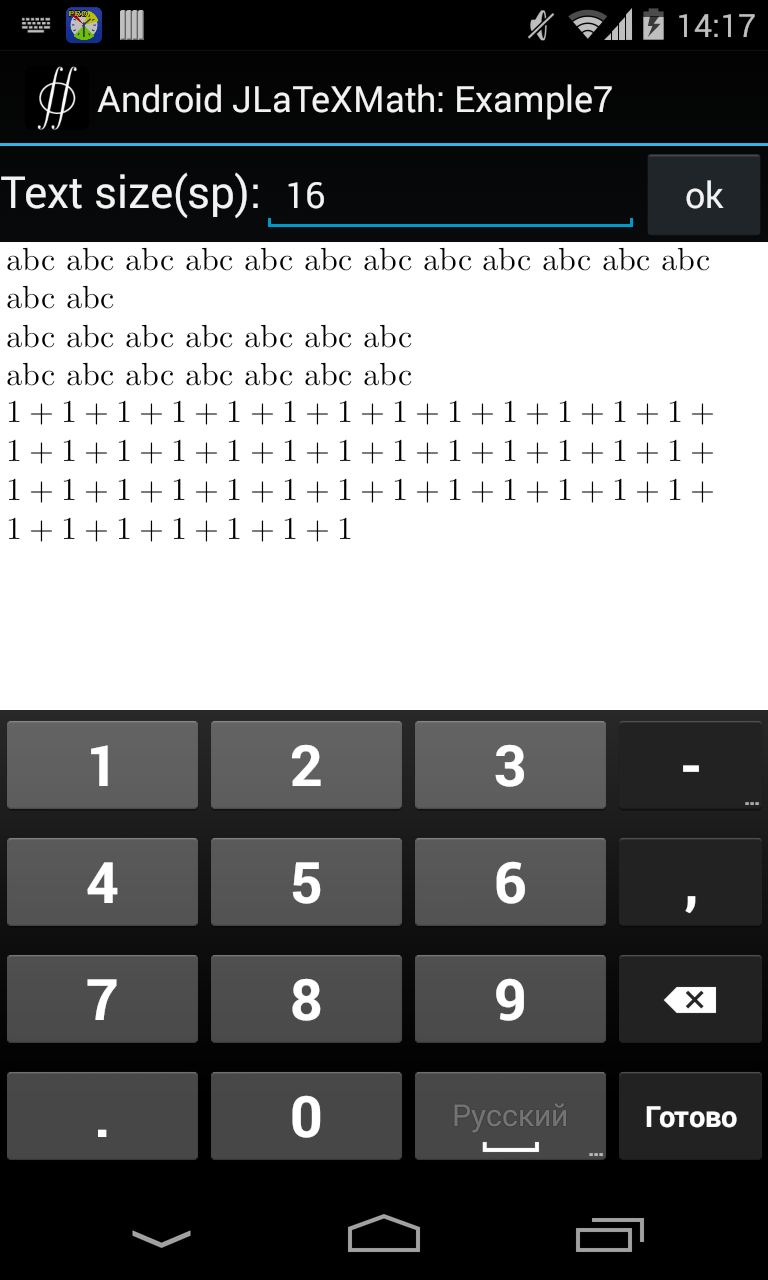 14:17
Android JLaTeXMath: Example7
Text size(sp): 16 ok
abc abc abc abc abc abc abc abc abc abc abc abc
abc abc
abc abc abc abc abc abc abc
abc abc abc abc abc abc abc
1 + 1 + 1 + 1 + 1 + 1 + 1 + 1 + 1 + 1 + 1 + 1 + 1 +
1 + 1 + 1 + 1 + 1 + 1 + 1 + 1 + 1 + 1 + 1 + 1 + 1 +
1 + 1 + 1 + 1 + 1 + 1 + 1 + 1 + 1 + 1 + 1 + 1 + 1 +
1 + 1 + 1 + 1 + 1 + 1 + 1
1 2 3 -
4 5 6 ,
7 8 9
. 0 Русский Готово